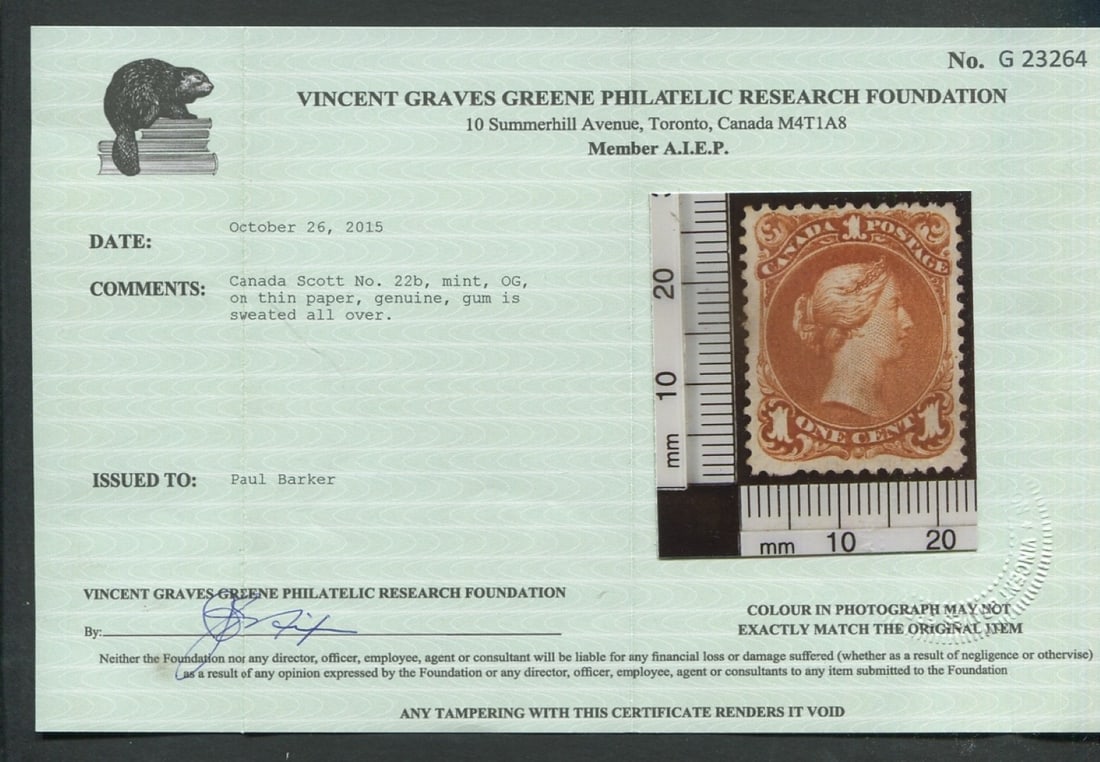 No. G 23264
VINCENT GRAVES GREENE PHILATELIC RESEARCH FOUNDATION
10 Summerhill Avenue, Toronto, Canada M4T1A8
Member A.I.E.P.
DATE: October 26, 2015
COMMENTS: Canada Scott No. 22b, mint, OG,
on thin paper, genuine, gum is
sweated all over.
ISSUED TO: Paul Barker
20
10
mm
CANADA 1 POSTAGE
1 ONE CENT 1
mm 10 20
VINCENT GRAVES GREENE PHILATELIC RESEARCH FOUNDATION
By:
COLOUR IN PHOTOGRAPH MAY NOT
EXACTLY MATCH THE ORIGINAL ITEM
VINCE
Neither the Foundation nor any director, officer, employee, agent or consultant will be liable for any financial loss or damage suffered (whether as a result of negligence or othervise)
as a result of any opinion expressed by the Foundation or any director, officer, employee, agent or consultants to any item submitted to the Foundation
ANY TAMPERING WITH THIS CERTIFICATE RENDERS IT VOID